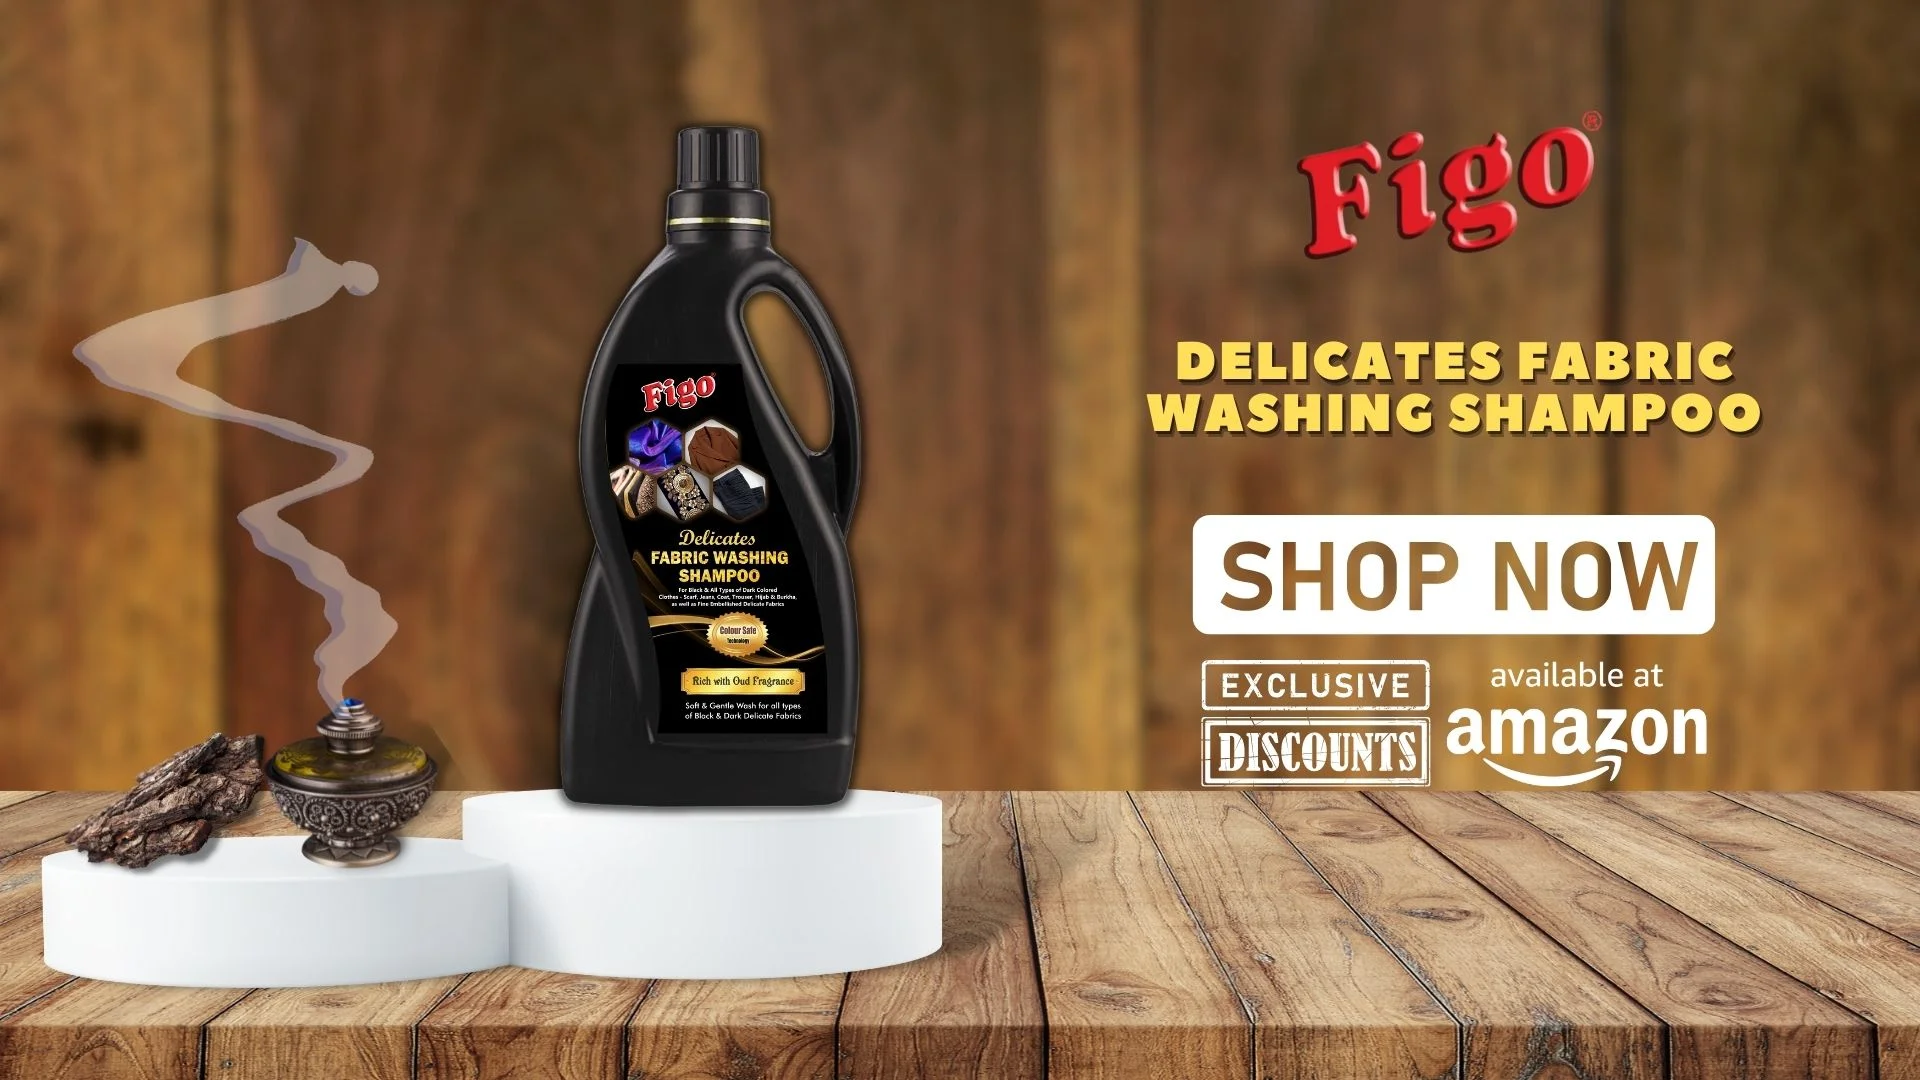 Figo®
DELICATES FABRIC
WASHING SHAMPOO
SHOP NOW
EXCLUSIVE
DISCOUNTS
available at
amazon
Figo
Delicates
FABRIC WASHING
SHAMPOO
For Black & All Types of Dark Colored
Clothes - Scarf, Jeans, Coat, Trouser, Hijab & Burkha,
as well as Fine Embellished Delicate Fabrics
Colour Safe
Technology
Rich with Oud Fragrance
Soft & Gentle Wash for all types
of Black & Dark Delicate Fabrics